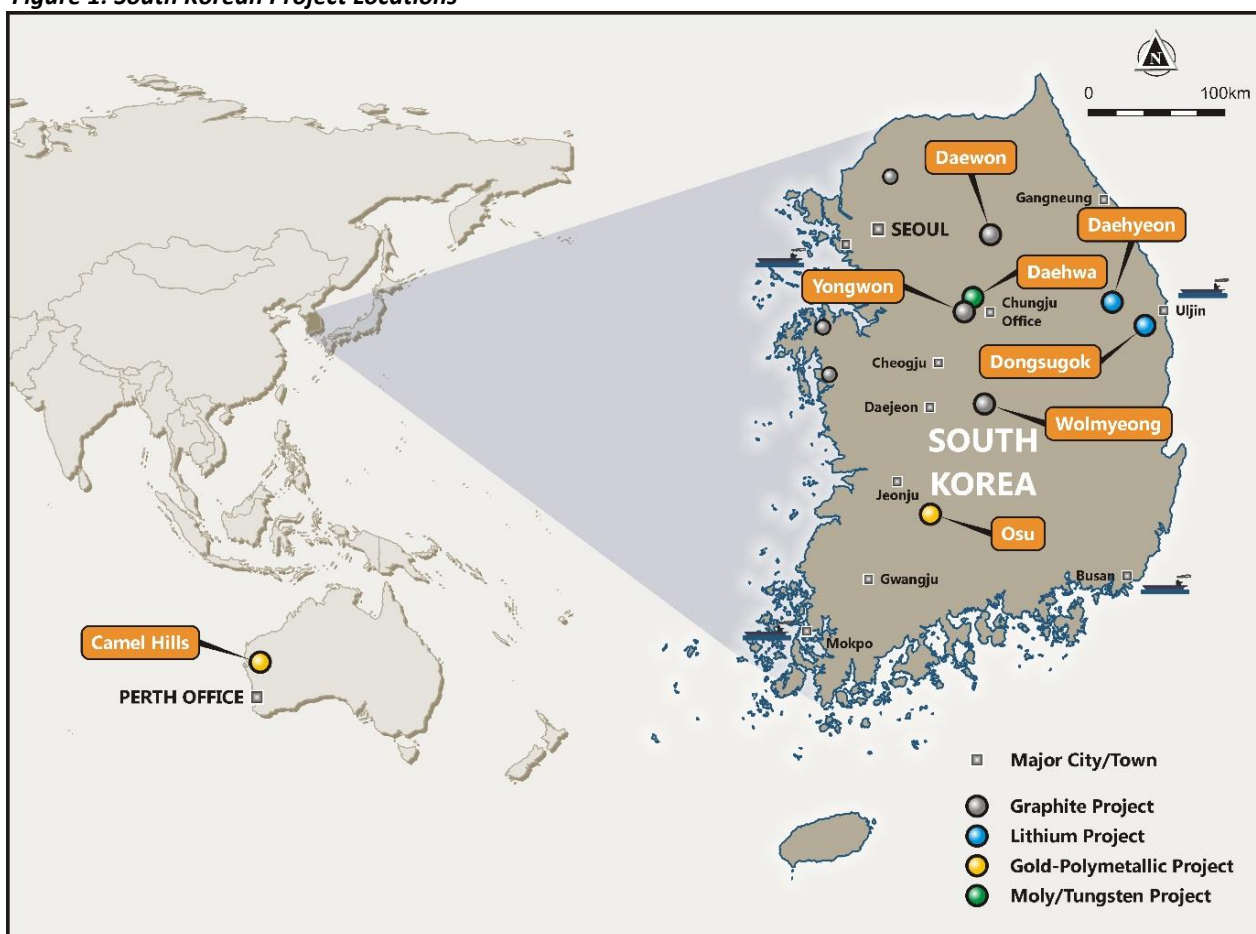 Figure 1: South Korean Project Locations
N
0 100km
Daewon
Gangneung
Daehyeon
SEOUL
Daehwa
Yongwon
Chungju
Office
Uljin
Cheogju
Dongsugok
Daejeon
Wolmyeong
SOUTH
KOREA
Jeonju
Osu
Gwangju
Busan
Mokpo
Camel Hills
PERTH OFFICE
Major City/Town
Graphite Project
Lithium Project
Gold-Polymetallic Project
Moly/Tungsten Project